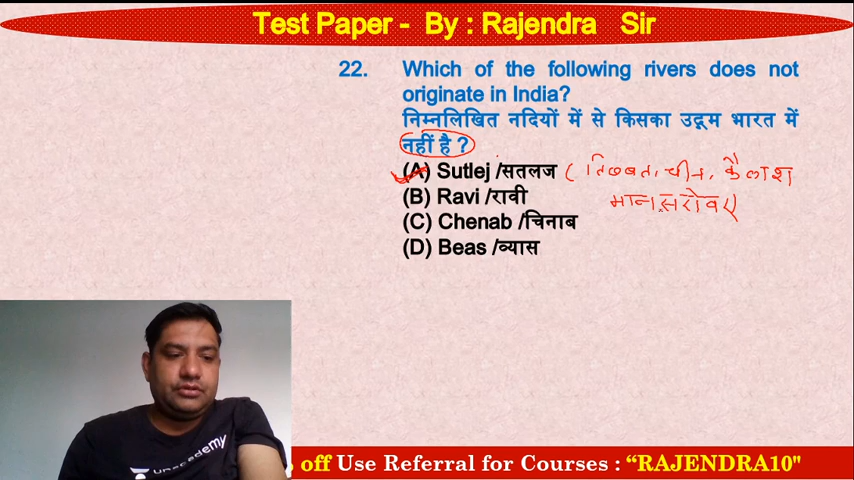 Test Paper - By : Rajendra Sir
22. Which of the following rivers does not
originate in India?
निम्नलिखित नदियों में से किसका उद्गम भारत में
नहीं है ?
(A) Sutlej /सतलज ( तिब्बत, चीन, कैलाश
मानसरोवर
(B) Ravi /रावी
(C) Chenab /चिनाब
(D) Beas /व्यास
unacademy
off Use Referral for Courses : “RAJENDRA10"